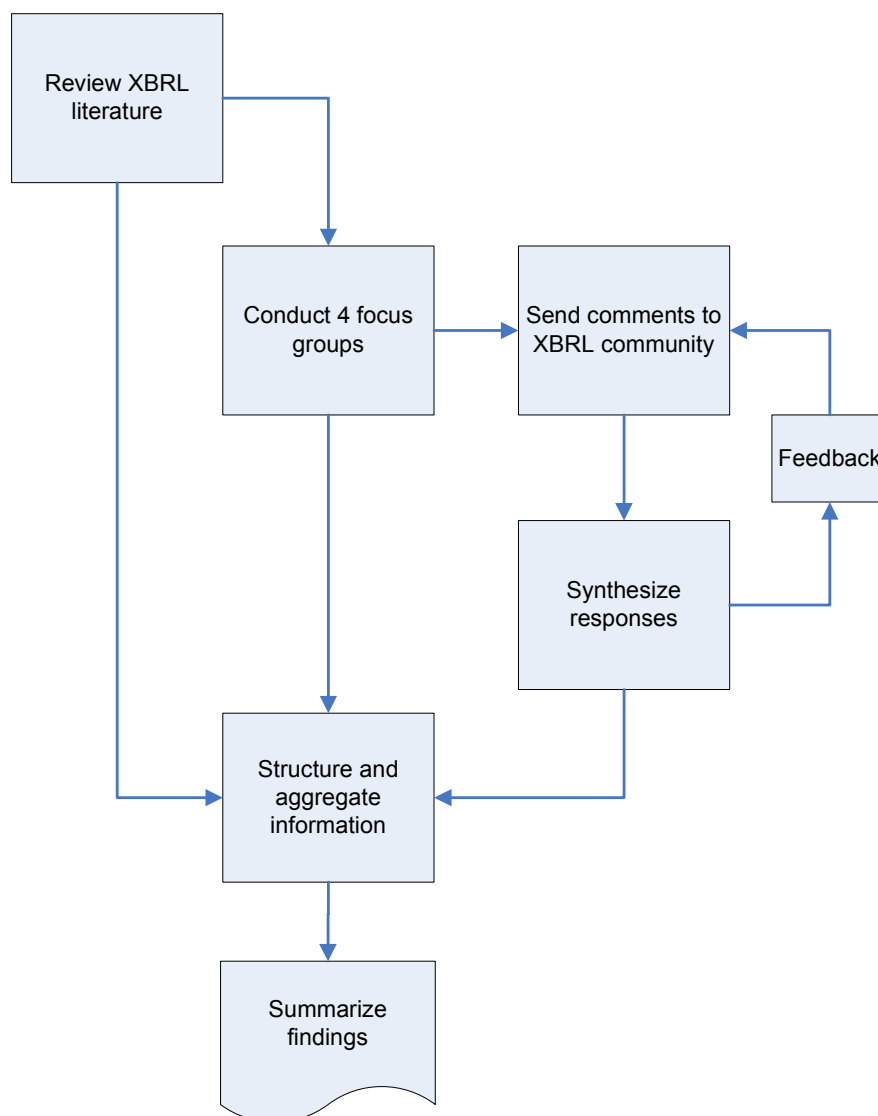 Review XBRL
literature
Conduct 4 focus
groups
Send comments to
XBRL community
Feedback
Synthesize
responses
Structure and
aggregate
information
Summarize
findings